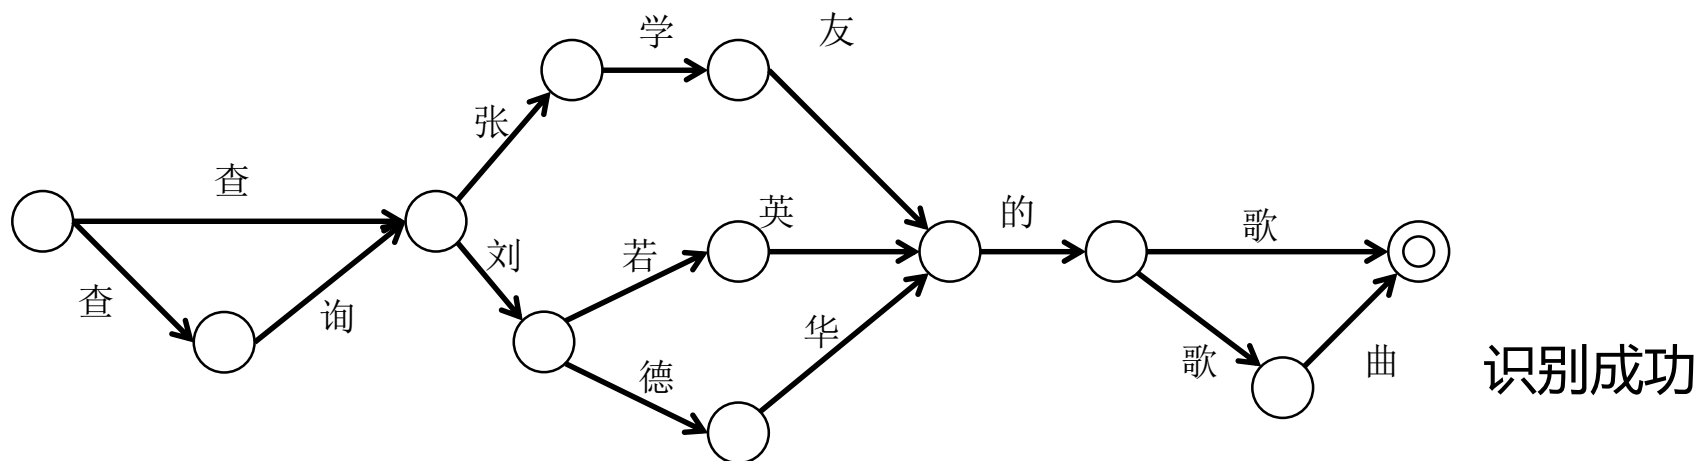 学
友
张
查
英
的
歌
刘
若
查
询
华
歌
曲
德
识别成功